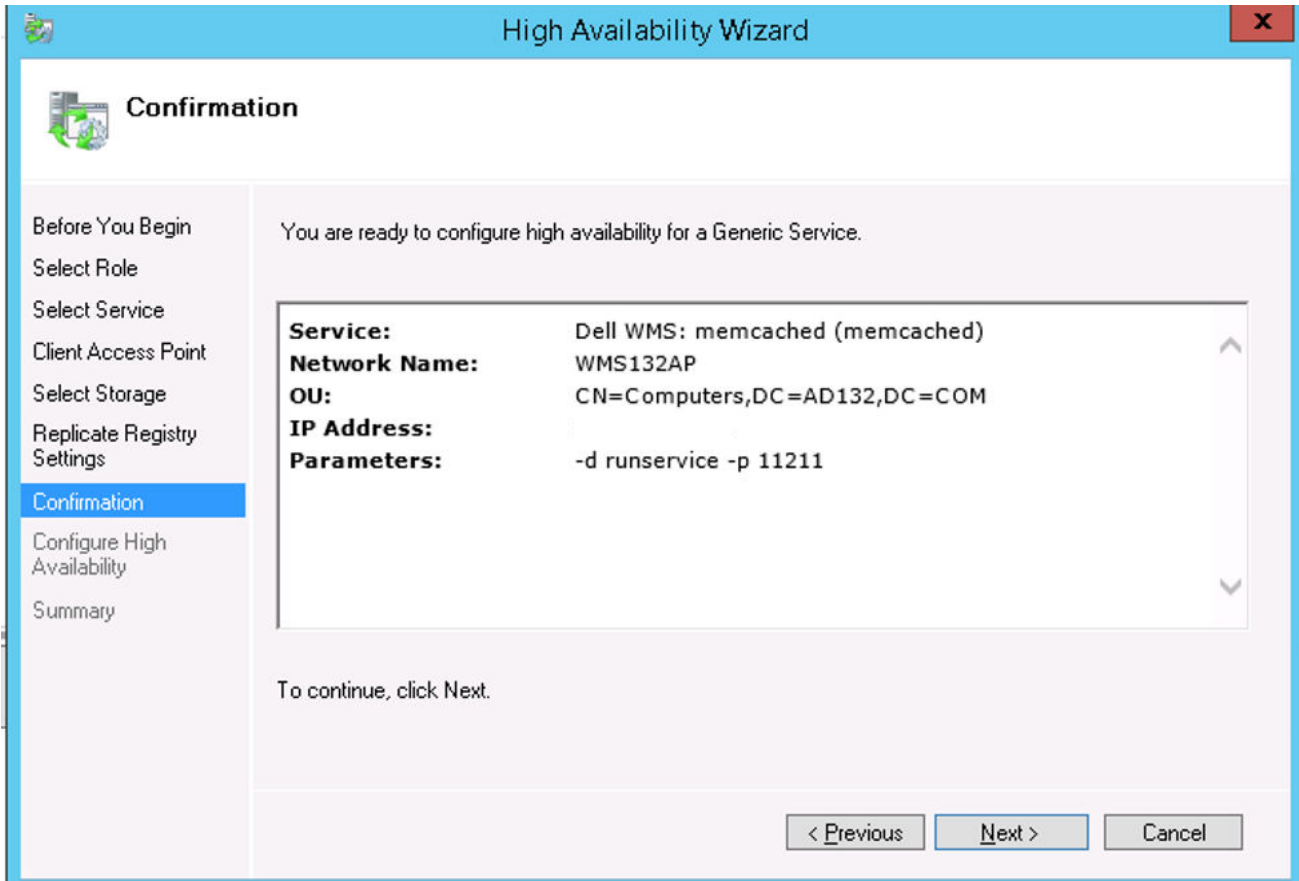 High Availability Wizard
x
Confirmation
Before You Begin
Select Role
Select Service
Client Access Point
Select Storage
Replicate Registry
Settings
Confirmation
Configure High
Availability
Summary
You are ready to configure high availability for a Generic Service.
Service: Dell WMS: memcached (memcached)
Network Name: WMS132AP
OU: CN=Computers,DC=AD132,DC=COM
IP Address:
Parameters: -d runservice -p 11211
To continue, click Next.
< Previous Next > Cancel